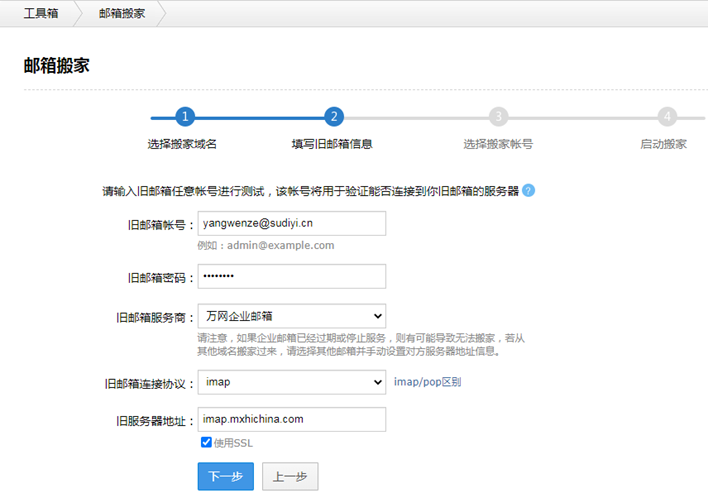 工具箱 邮箱搬家
邮箱搬家
1 2 3 4
选择搬家域名 填写旧邮箱信息 选择搬家帐号 启动搬家
请输入旧邮箱任意帐号进行测试，该帐号将用于验证能否连接到你旧邮箱的服务器 ?
旧邮箱帐号： yangwenze@sudiyi.cn
例如：admin@example.com
旧邮箱密码： ••••••••
旧邮箱服务商： 万网企业邮箱
请注意，如果企业邮箱已经过期或停止服务，则有可能导致无法搬家，若从
其他域名搬家过来，请选择其他邮箱并手动设置对方服务器地址信息。
旧邮箱连接协议： imap imap/pop区别
旧服务器地址： imap.mxhichina.com
使用SSL
下一步 上一步